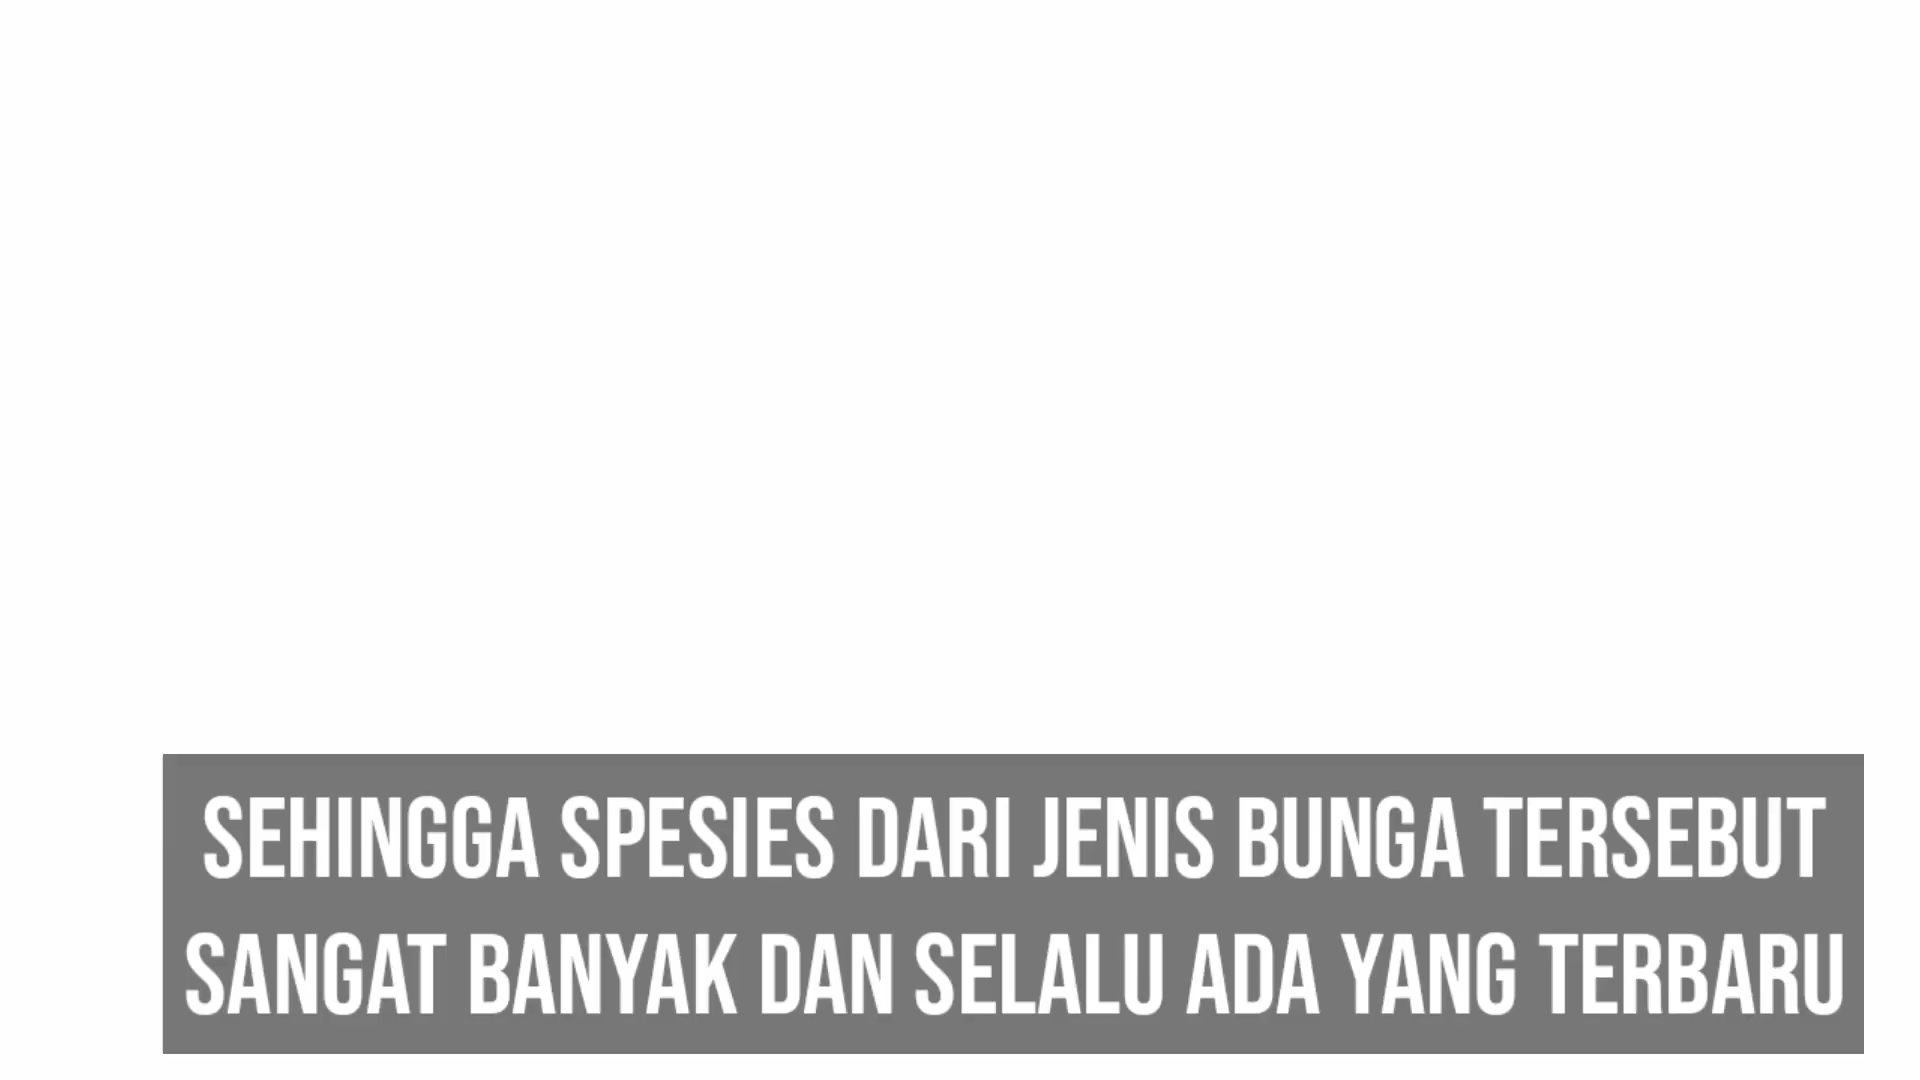 SEHINGGA SPESIES DARI JENIS BUNGA TERSEBUT
SANGAT BANYAK DAN SELALU ADA YANG TERBARU